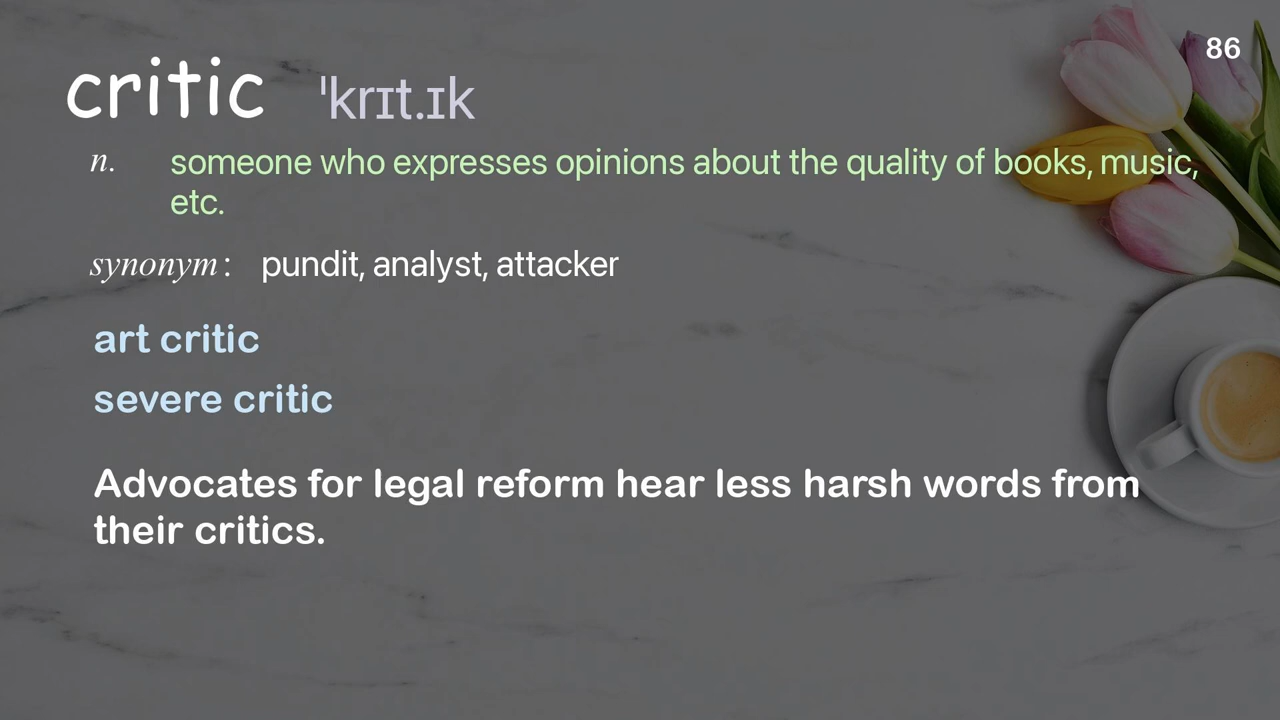 86
critic ˈkrɪt.ɪk
n. someone who expresses opinions about the quality of books, music,
etc.
synonym: pundit, analyst, attacker
art critic
severe critic
Advocates for legal reform hear less harsh words from
their critics.